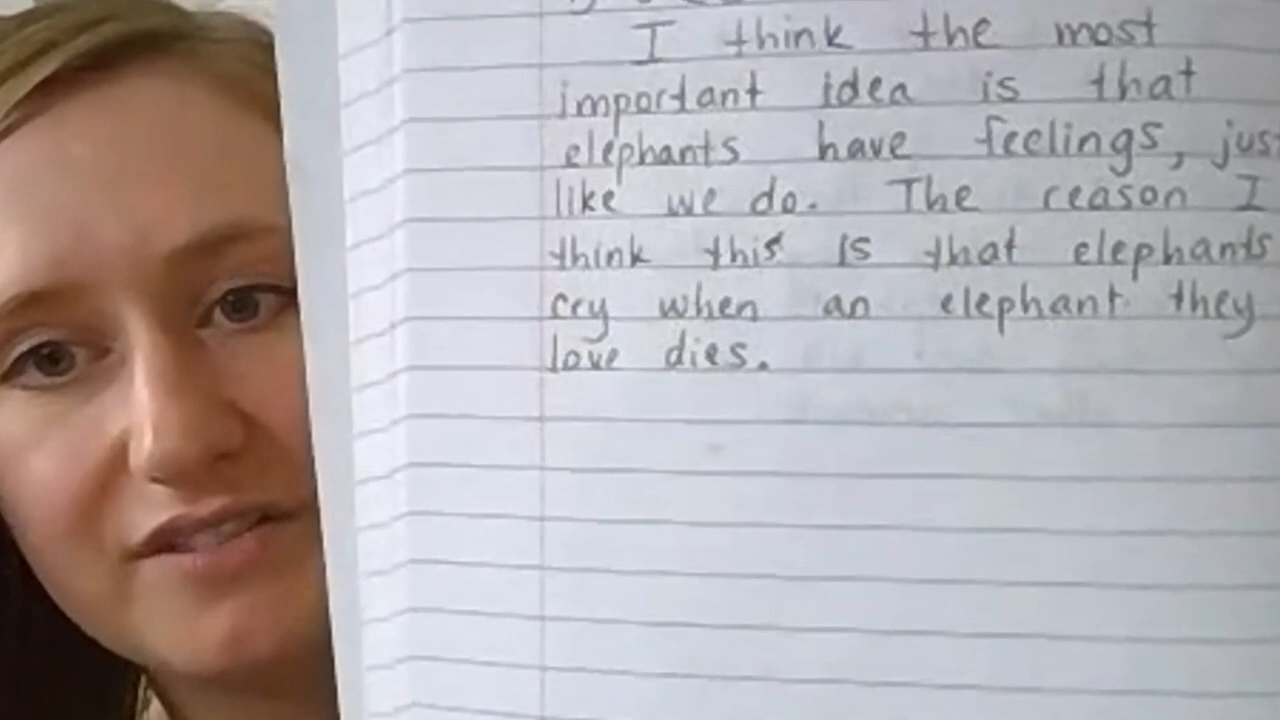 I think the most
important idea is that
elephants have feelings,
like we do. The reason I
think this is that elephants
cry when an elephant they
love dies.